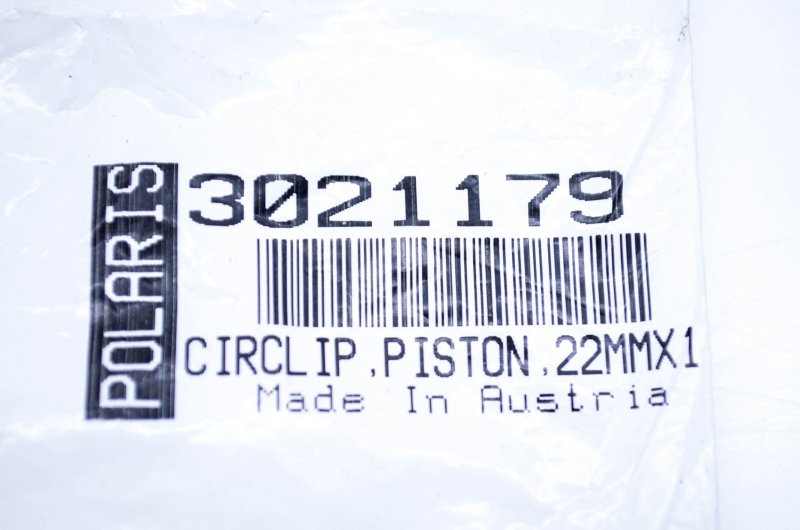 POLARIS
3021179
CIRCLIP,PISTON,22MMX1
Made In Austria